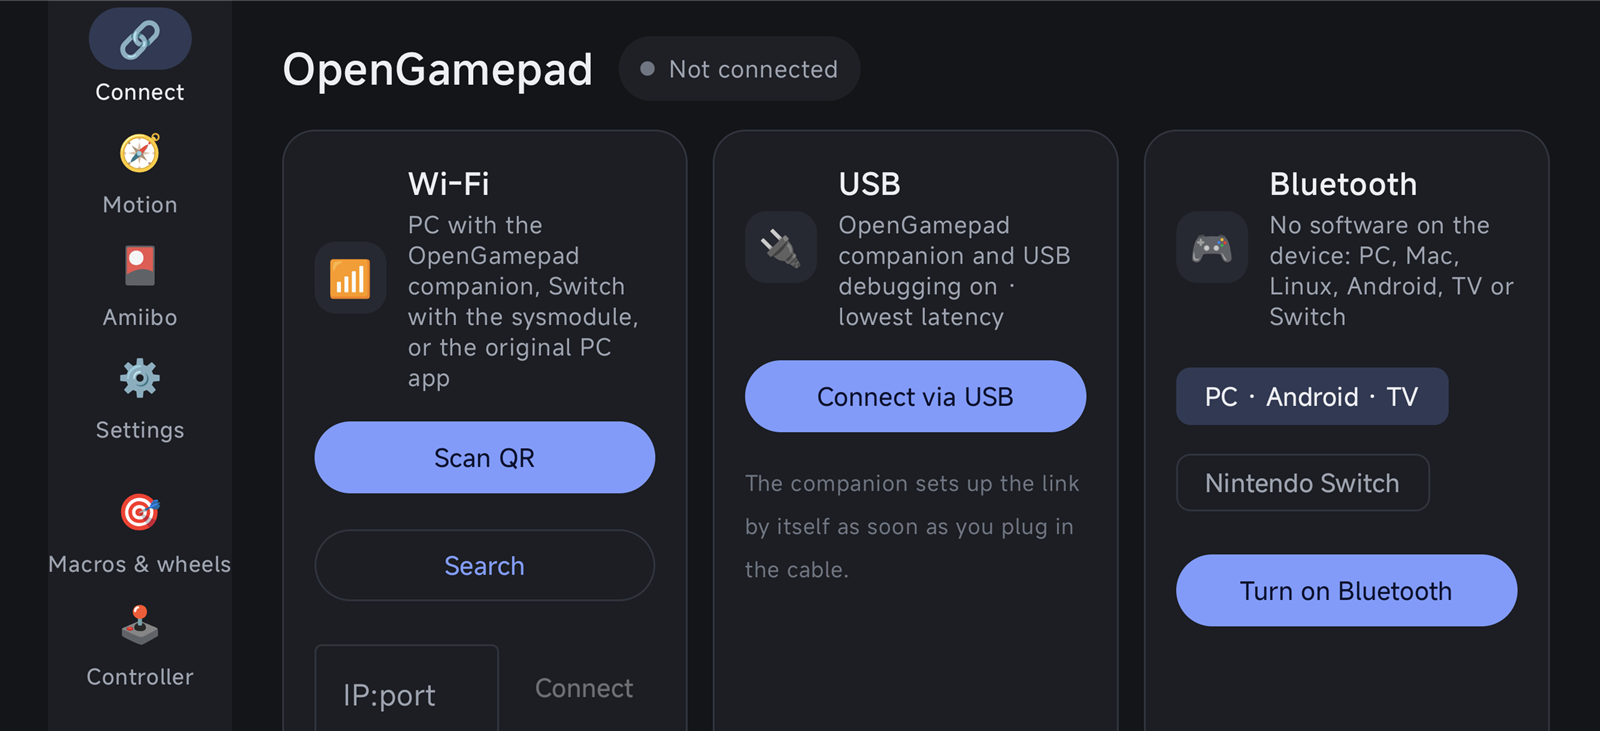 Connect
Motion
Amiibo
Settings
Macros & wheels
Controller
OpenGamepad
Not connected
Wi-Fi
PC with the
OpenGamepad
companion, Switch
with the sysmodule,
or the original PC
app
Scan QR
Search
IP:port
Connect
USB
OpenGamepad
companion and USB
debugging on ·
lowest latency
Connect via USB
The companion sets up the link
by itself as soon as you plug in
the cable.
Bluetooth
No software on the
device: PC, Mac,
Linux, Android, TV or
Switch
PC · Android · TV
Nintendo Switch
Turn on Bluetooth